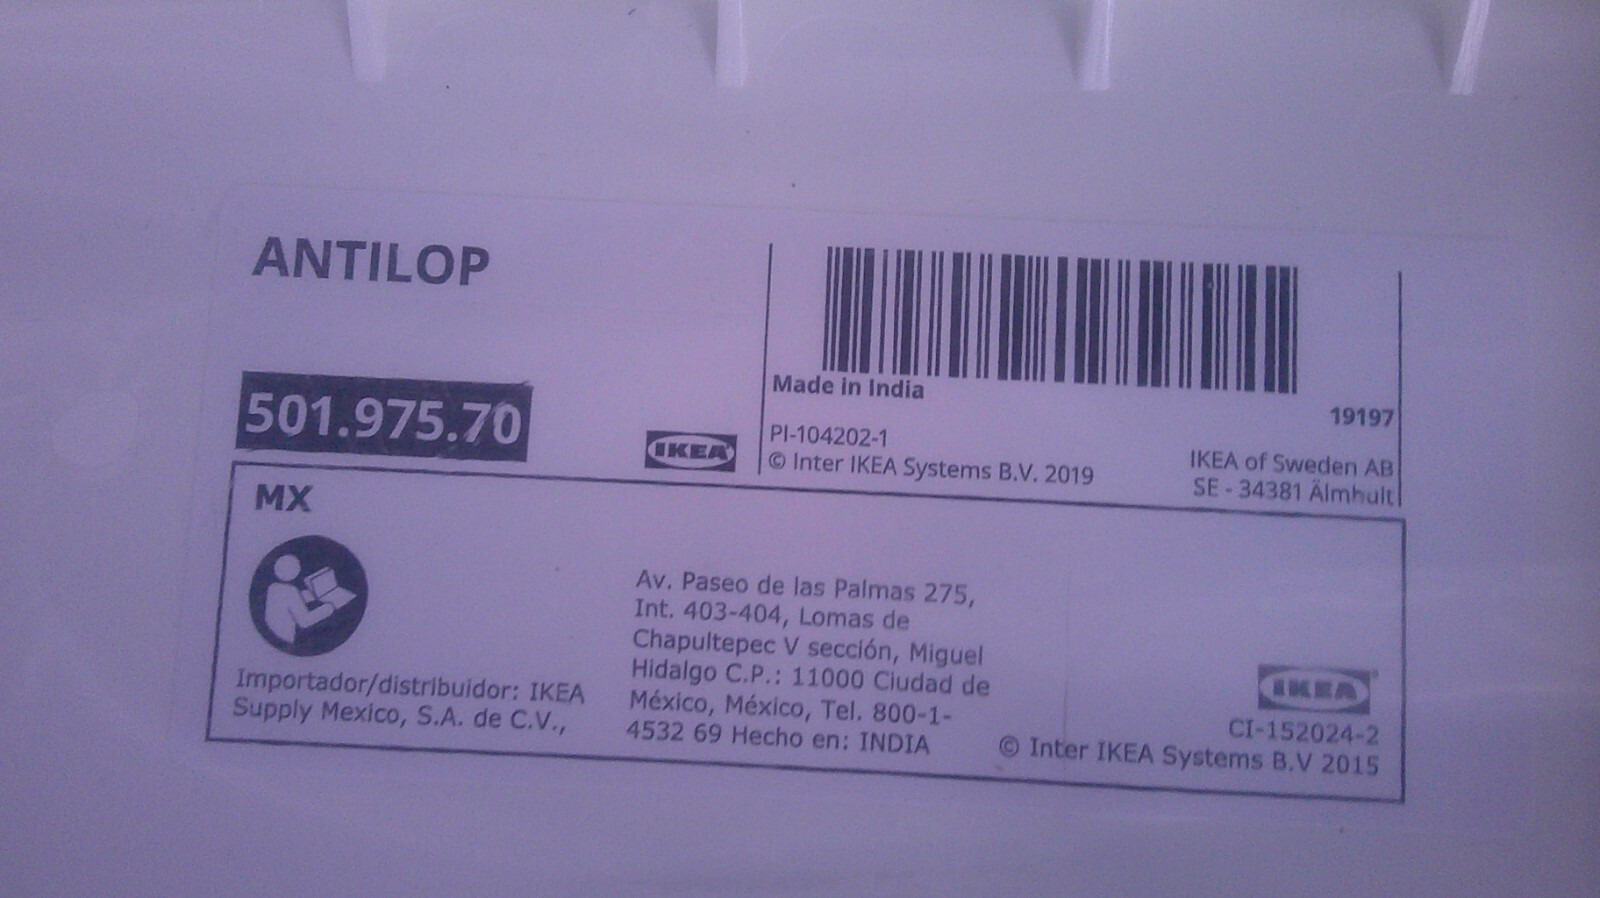 ANTILOP
501.975.70
IKEA
Made in India
19197
PI-104202-1
© Inter IKEA Systems B.V. 2019
IKEA of Sweden AB
SE - 34381 Älmhult
MX
Importador/distribuidor: IKEA
Supply Mexico, S.A. de C.V.,
Av. Paseo de las Palmas 275,
Int. 403-404, Lomas de
Chapultepec V sección, Miguel
Hidalgo C.P.: 11000 Ciudad de
México, México, Tel. 800-1-
4532 69 Hecho en: INDIA
IKEA
CI-152024-2
© Inter IKEA Systems B.V 2015